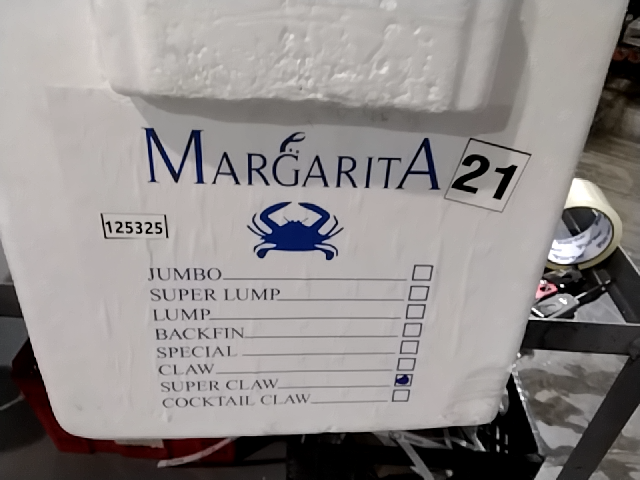 MARGARITA 21
125325
JUMBO
SUPER LUMP
LUMP
BACKFIN
SPECIAL
CLAW
SUPER CLAW
COCKTAIL CLAW